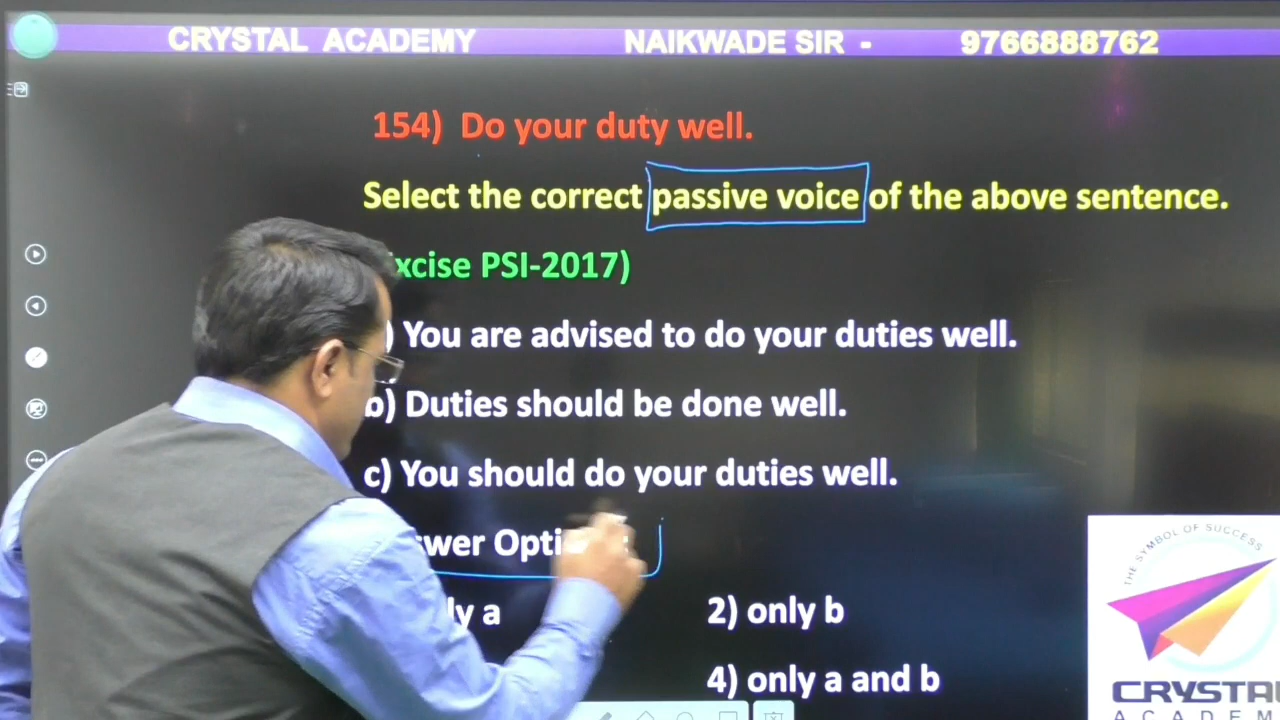 CRYSTAL ACADEMY NAIKWADE SIR - 9766888762
154) Do your duty well.
Select the correct passive voice of the above sentence.
xcise PSI-2017)
) You are advised to do your duties well.
b) Duties should be done well.
c) You should do your duties well.
swer Opti
ly a 2) only b
4) only a and b
THE SYMBOL OF SUCCESS
CRYSTAL
ACADEM